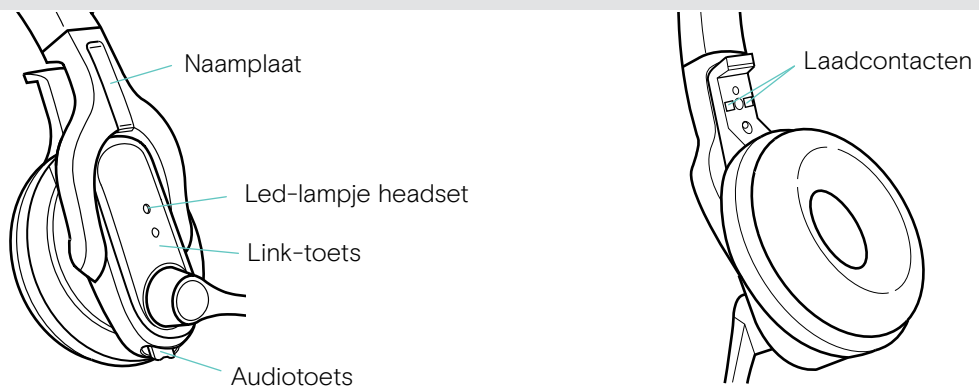 Naamplaat
Laadcontacten
Led-lampje headset
Link-toets
Audiotoets